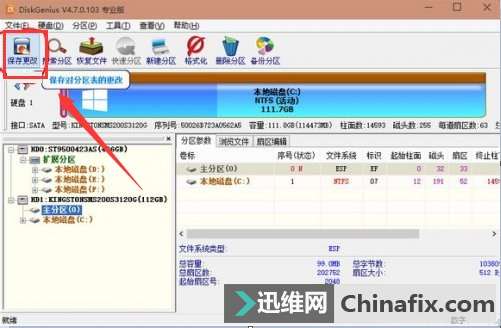 DiskGenius V4.7.0.103 专业版
文件(F) 硬盘(D) 分区(P) 工具(T) 查看(V) 帮助(H)
保存更改 搜索分区 恢复文件 快速分区 新建分区 格式化 删除分区 备份分区
保存对分区表的更改
硬盘 1
本地磁盘(C:)
NTFS (活动)
111.7GB
接口:SATA 型号:KINGSTONSMS200S3120G 序列号:50026B723A0562A5 容量:111.8GB(114473MB) 柱面数:14593 磁头数:255 每道扇区数:63
HD0:ST9500423AS(466GB)
扩展分区
本地磁盘(D:)
本地磁盘(E:)
本地磁盘(F:)
HD1:KINGSTONSMS200S3120G(112GB)
主分区(0)
本地磁盘(C:)
分区参数 浏览文件 扇区编辑
卷标 序号(状态) 文件系统 标识 起始柱面 磁头 扇区 终止柱
主分区(0) 0 H ESP EF 0 32 33
本地磁盘(C:) 1 NTFS 07 12 191 52
文件系统类型: ESP
总容量: 99.0MB 总字节数:
总扇区数: 202752 扇区大小: 512
起始扇区号: 2048
就绪
数字
迅维网 Chinafix.com